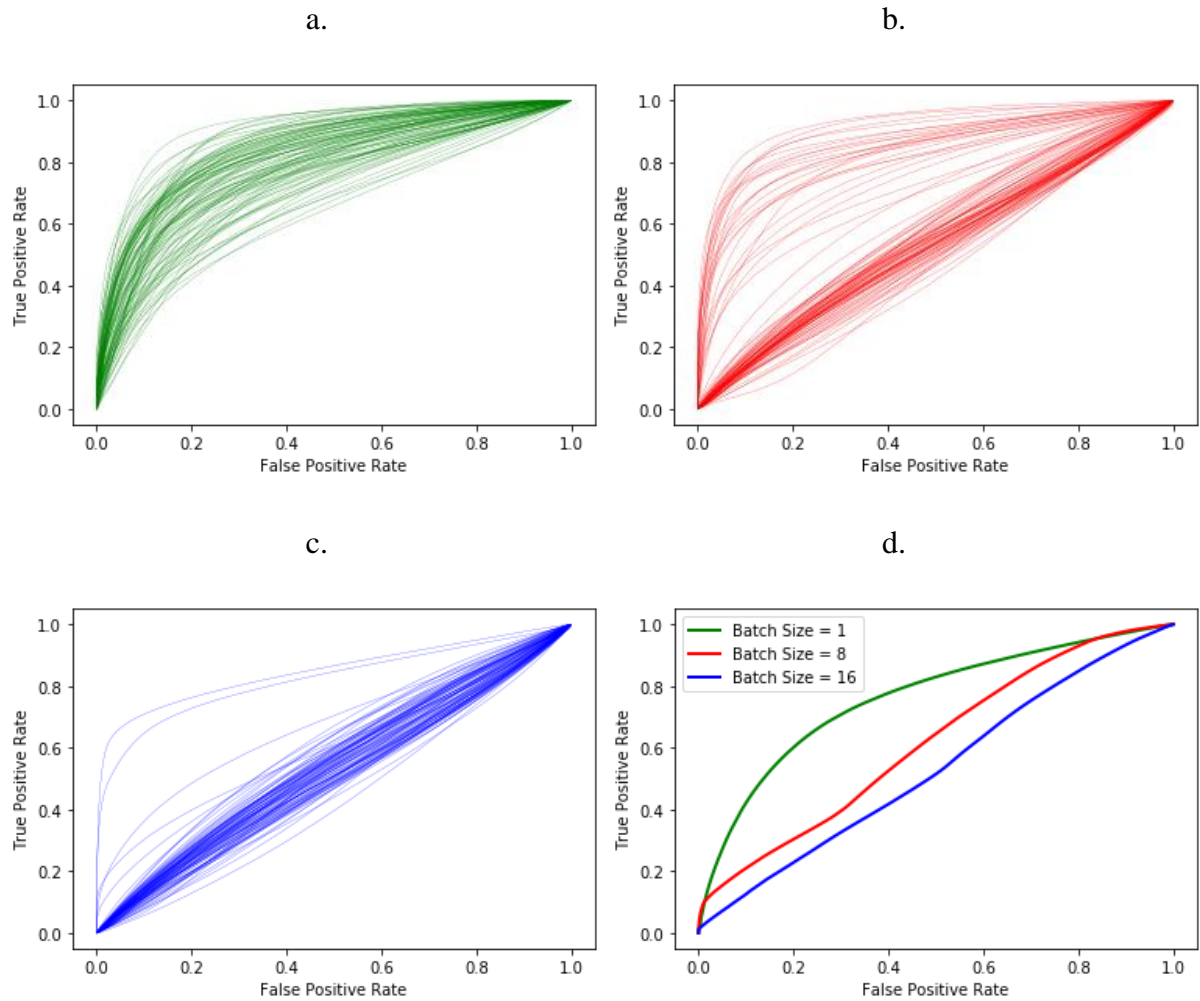 a.
b.
1.0
0.8
0.6
0.4
0.2
0.0
True Positive Rate
0.0 0.2 0.4 0.6 0.8 1.0
False Positive Rate
1.0
0.8
0.6
0.4
0.2
0.0
True Positive Rate
0.0 0.2 0.4 0.6 0.8 1.0
False Positive Rate
c.
d.
1.0
0.8
0.6
0.4
0.2
0.0
True Positive Rate
0.0 0.2 0.4 0.6 0.8 1.0
False Positive Rate
Batch Size = 1
Batch Size = 8
Batch Size = 16
1.0
0.8
0.6
0.4
0.2
0.0
True Positive Rate
0.0 0.2 0.4 0.6 0.8 1.0
False Positive Rate